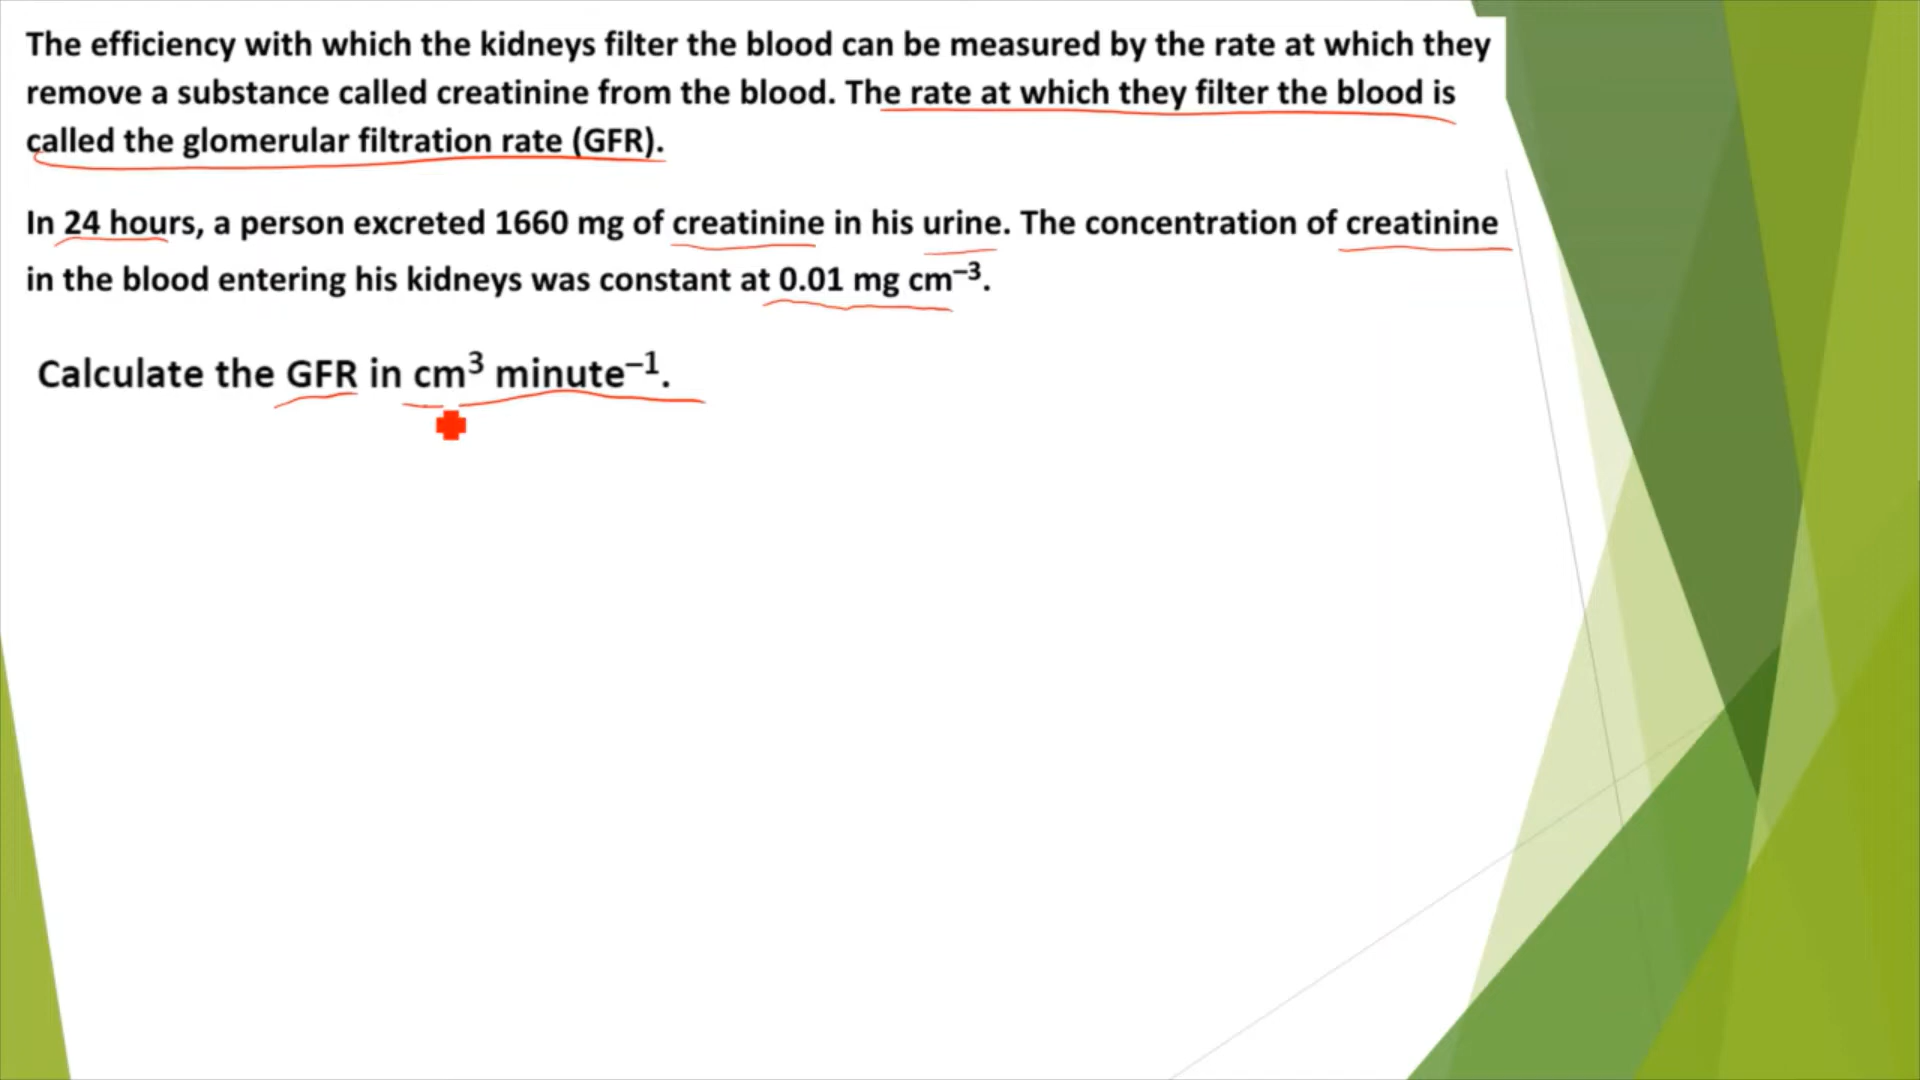 The efficiency with which the kidneys filter the blood can be measured by the rate at which they
remove a substance called creatinine from the blood. The rate at which they filter the blood is
called the glomerular filtration rate (GFR).
In 24 hours, a person excreted 1660 mg of creatinine in his urine. The concentration of creatinine
in the blood entering his kidneys was constant at 0.01 mg cm⁻³.
Calculate the GFR in cm³ minute⁻¹.